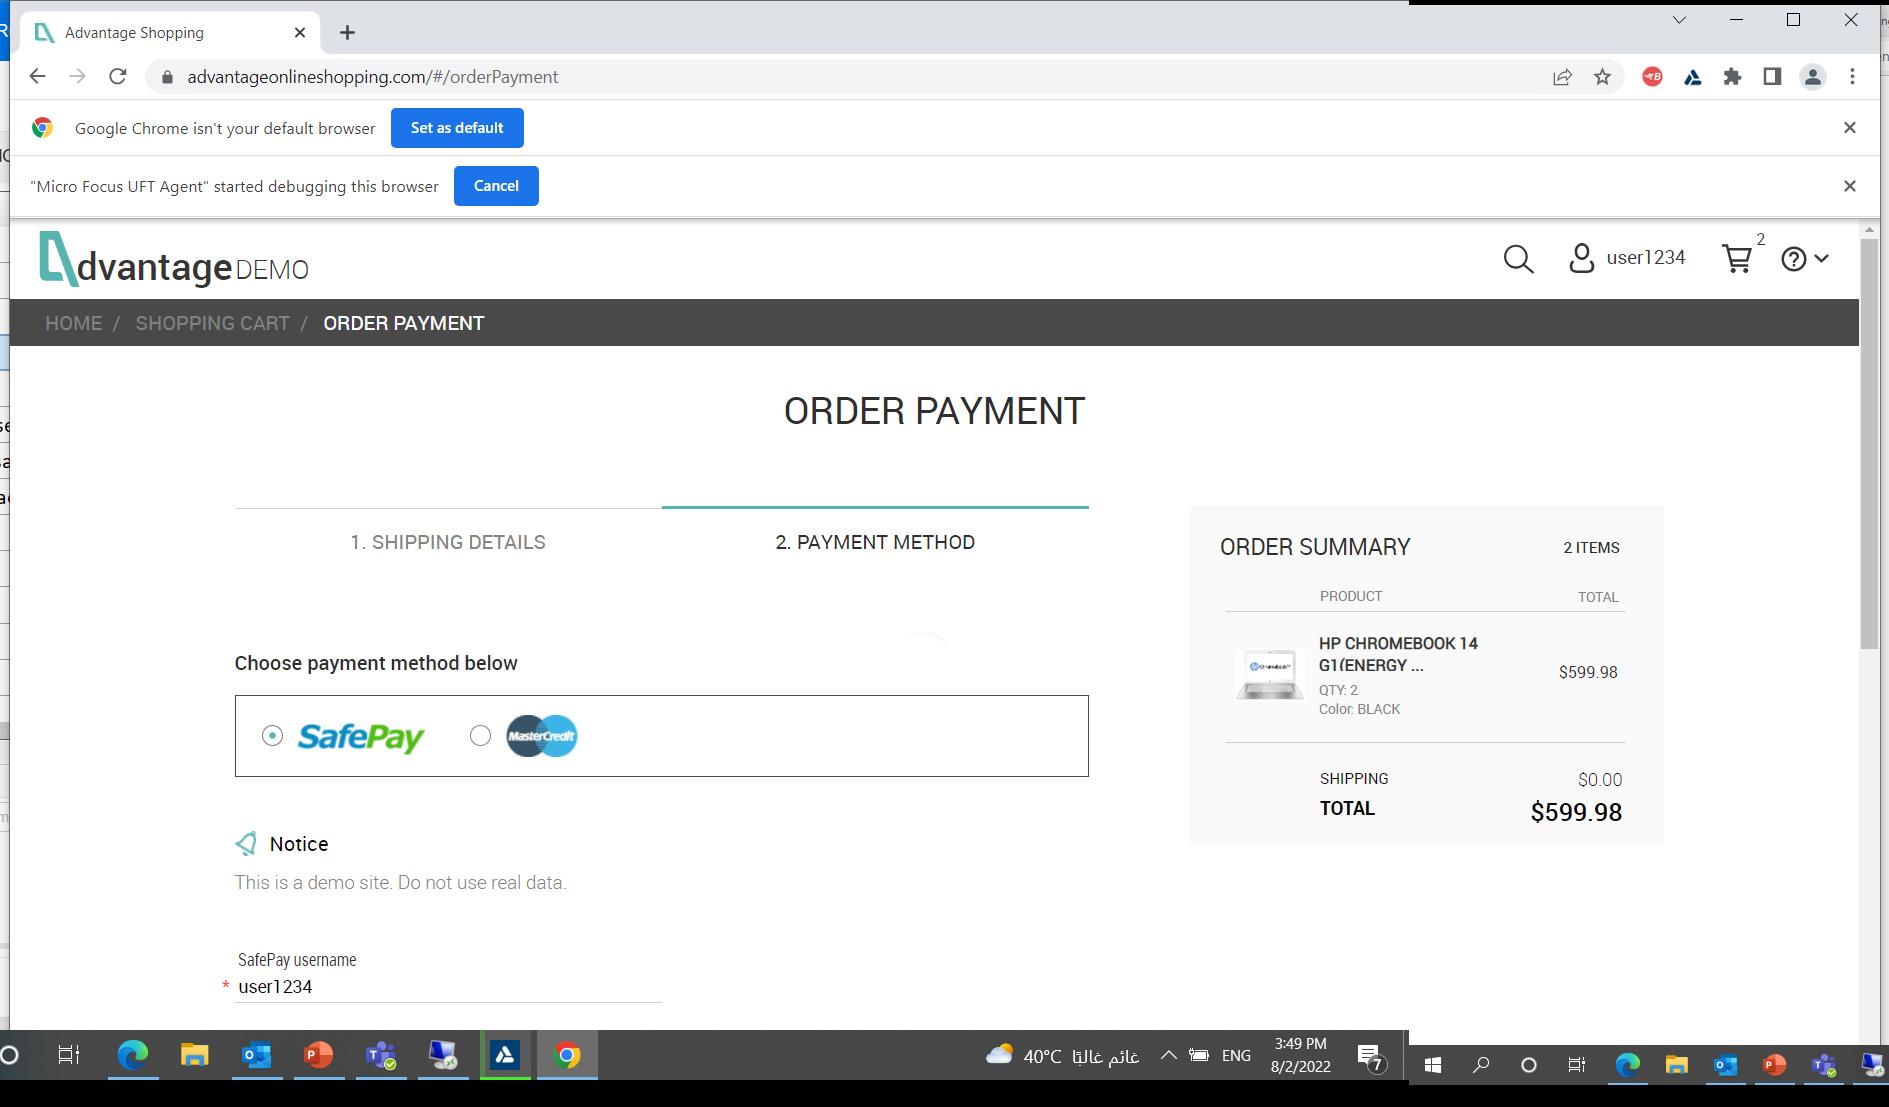 Advantage Shopping
advantageonlineshopping.com/#/orderPayment
Google Chrome isn't your default browser
Set as default
"Micro Focus UFT Agent" started debugging this browser
Cancel
dvantage DEMO
user1234
2
HOME / SHOPPING CART / ORDER PAYMENT
ORDER PAYMENT
1. SHIPPING DETAILS
2. PAYMENT METHOD
Choose payment method below
SafePay
MasterCredit
Notice
This is a demo site. Do not use real data.
SafePay username
* user1234
ORDER SUMMARY
2 ITEMS
PRODUCT
TOTAL
HP CHROMEBOOK 14
G1(ENERGY ...
$599.98
QTY: 2
Color: BLACK
SHIPPING
$0.00
TOTAL
$599.98
40°C غائم غالبًا
ENG
3:49 PM
8/2/2022
7